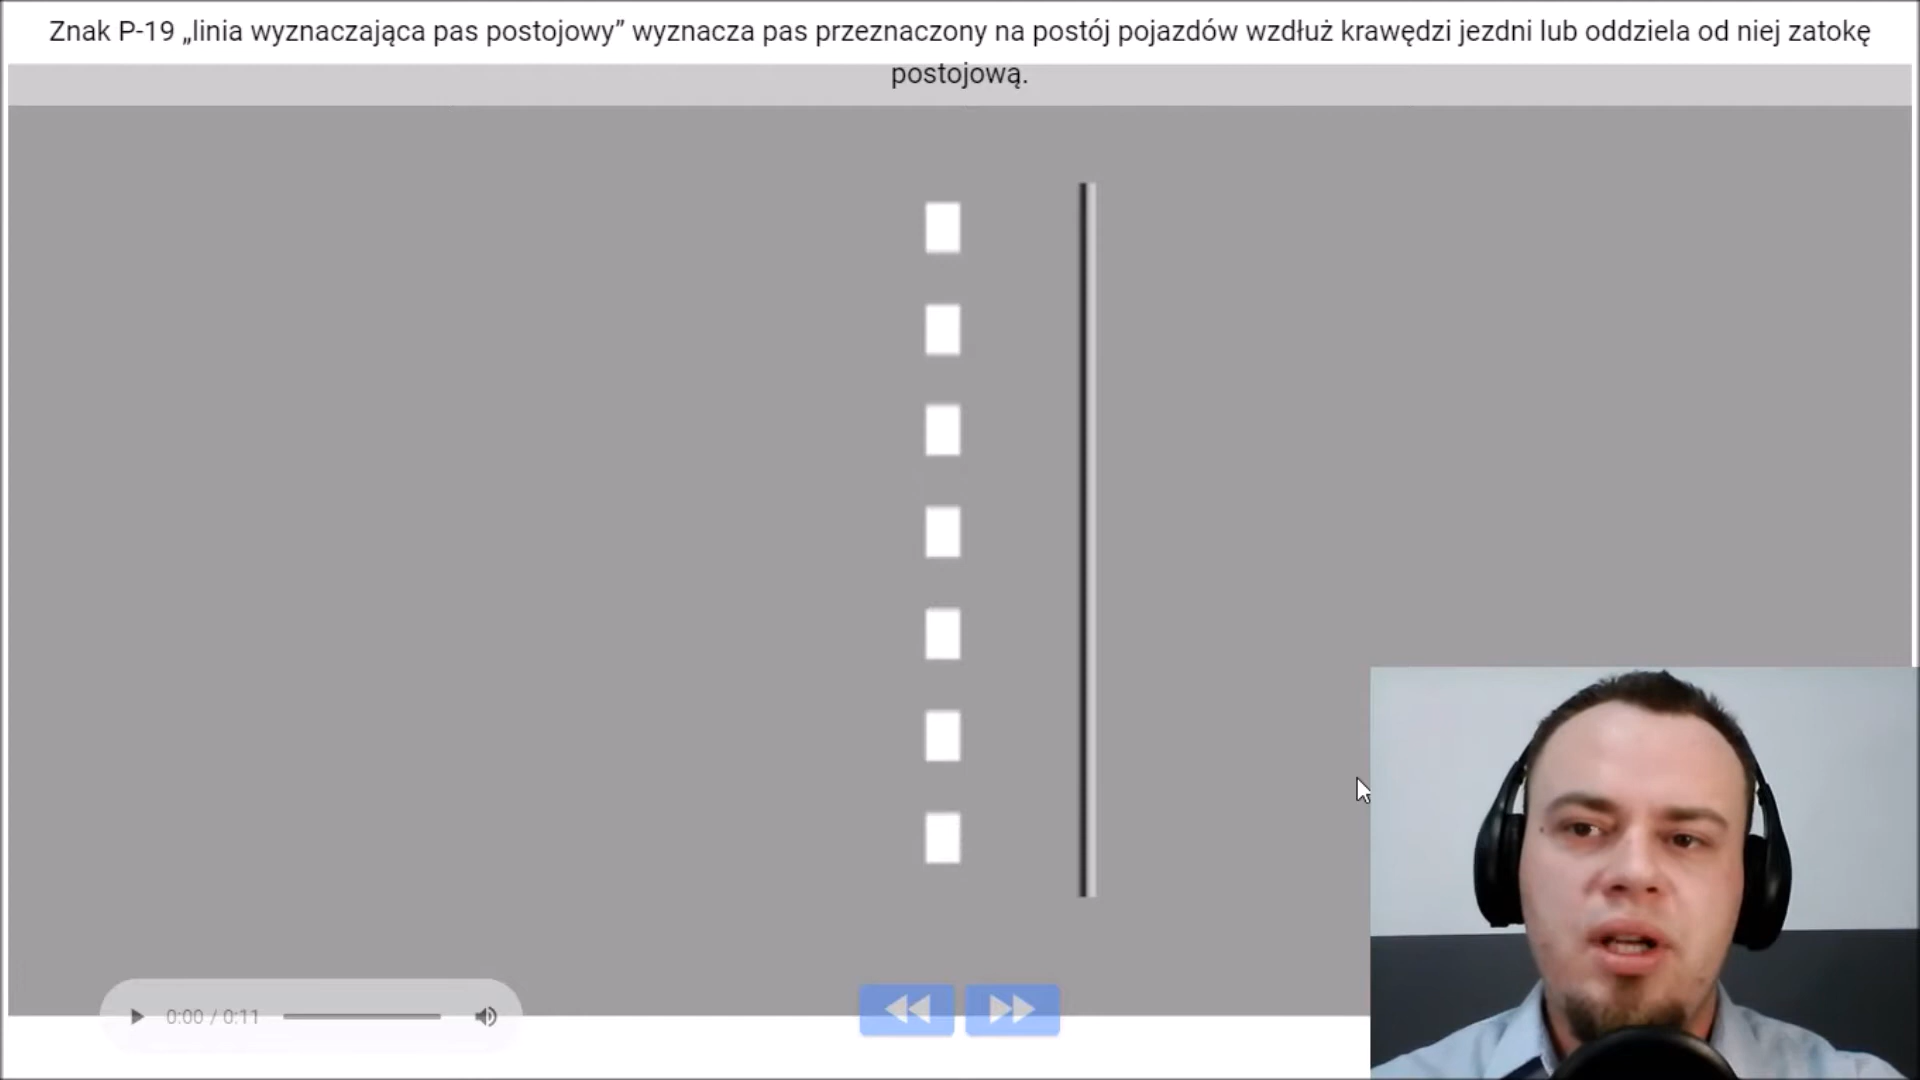 Znak P-19 „linia wyznaczająca pas postojowy” wyznacza pas przeznaczony na postój pojazdów wzdłuż krawędzi jezdni lub oddziela od niej zatokę
postojową.
0:00 / 0:11